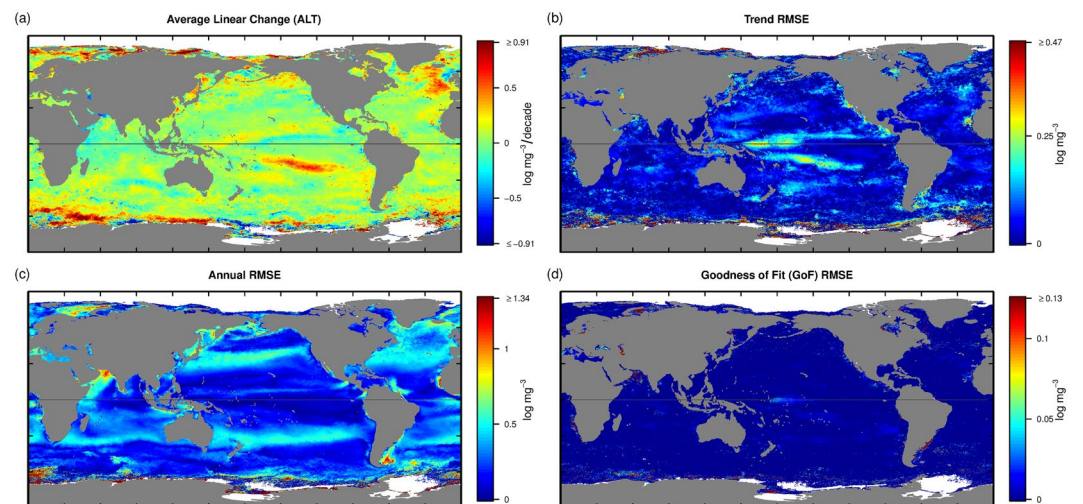 (a)
Average Linear Change (ALT)
≥0.91
0.5
0
−0.5
≤−0.91
log mg⁻³/decade
(b)
Trend RMSE
≥0.47
0.25
0
log mg⁻³
(c)
Annual RMSE
≥1.34
1
0.5
0
log mg⁻³
(d)
Goodness of Fit (GoF) RMSE
≥0.13
0.1
0.05
0
log mg⁻³